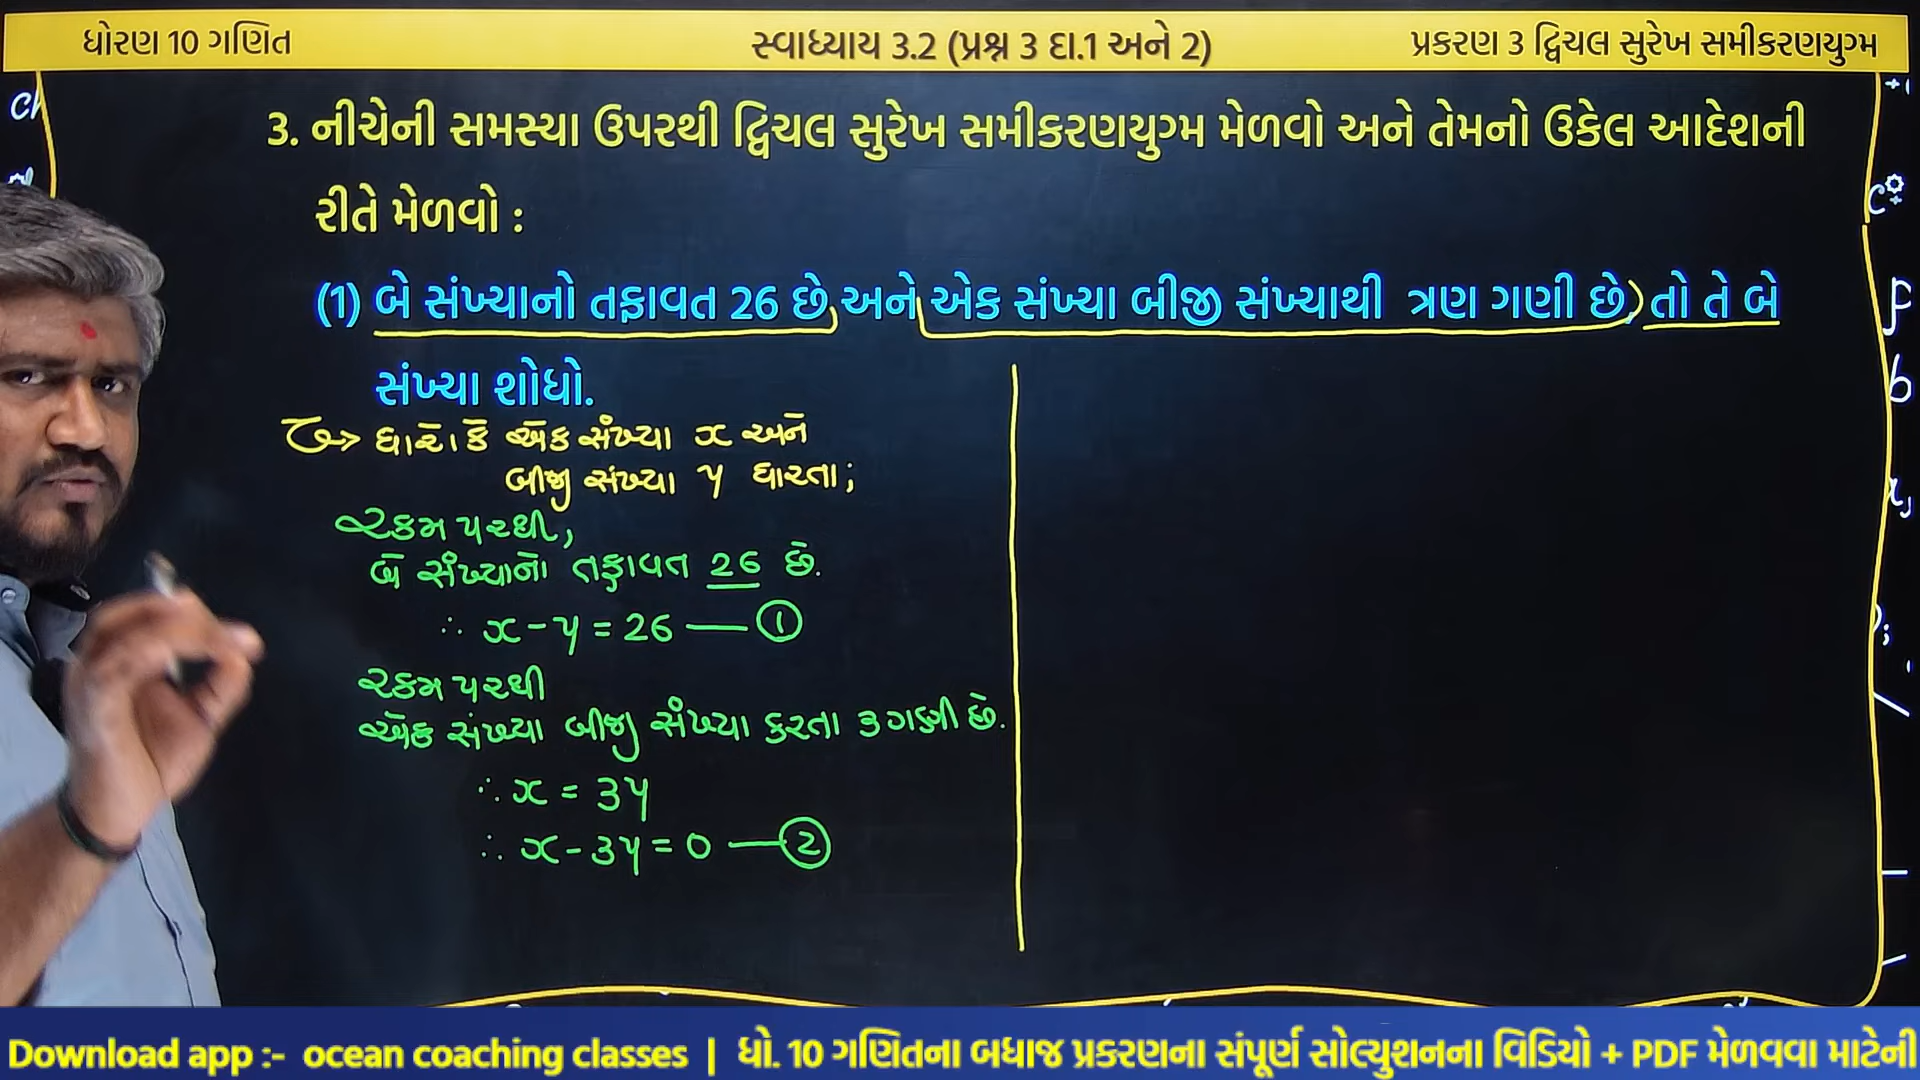 ધોરણ 10 ગણિત
સ્વાધ્યાય 3.2 (પ્રશ્ન 3 દા.1 અને 2)
પ્રકરણ 3 દ્વિચલ સુરેખ સમીકરણયુગ્મ
3. નીચેની સમસ્યા ઉપરથી દ્વિચલ સુરેખ સમીકરણયુગ્મ મેળવો અને તેમનો ઉકેલ આદેશની
રીતે મેળવો :
(1) બે સંખ્યાનો તફાવત 26 છે અને એક સંખ્યા બીજી સંખ્યાથી ત્રણ ગણી છે, તો તે બે
સંખ્યા શોધો.
ધારો કે એક સંખ્યા x અને
બીજી સંખ્યા y ધારતા;
રકમ પરથી,
બે સંખ્યાનો તફાવત 26 છે.
∴ x - y = 26 — ①
રકમ પરથી
એક સંખ્યા બીજી સંખ્યા કરતા 3 ગણી છે.
∴ x = 3y
∴ x - 3y = 0 — ②
Download app :- ocean coaching classes | ધો. 10 ગણિતના બધાજ પ્રકરણના સંપૂર્ણ સોલ્યુશનના વિડિયો + PDF મેળવવા માટેની